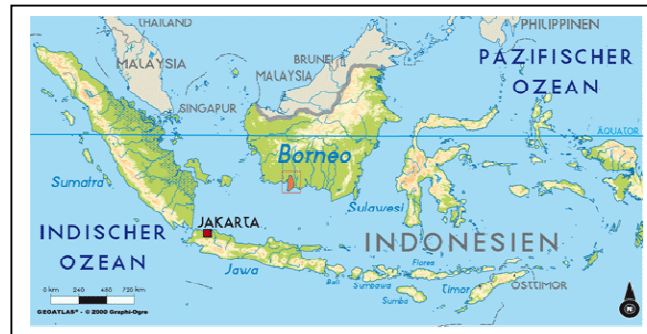 THAILAND
PHILIPPINEN
MALAYSIA
BRUNEI
MALAYSIA
PAZIFISCHER
OZEAN
SINGAPUR
ÄQUATOR
Borneo
Sumatra
Sulawesi
JAKARTA
INDISCHER
OZEAN
INDONESIEN
Jawa
Bali
Sumbawa
Flores
Sumba
Timor
OSTTIMOR
0 km 240 480 720 km
GEOATLAS® - © 2000 Graphi-Ogre
N